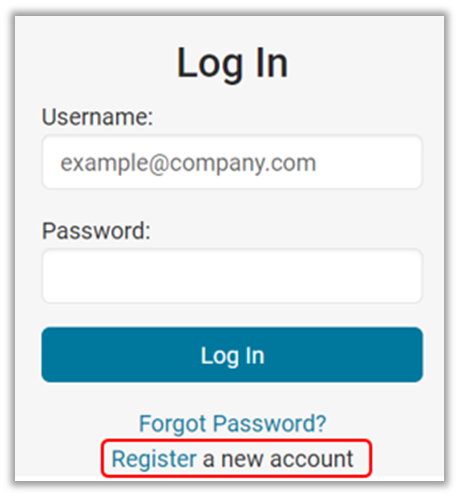 Log In
Username:
example@company.com
Password:
Log In
Forgot Password?
Register a new account